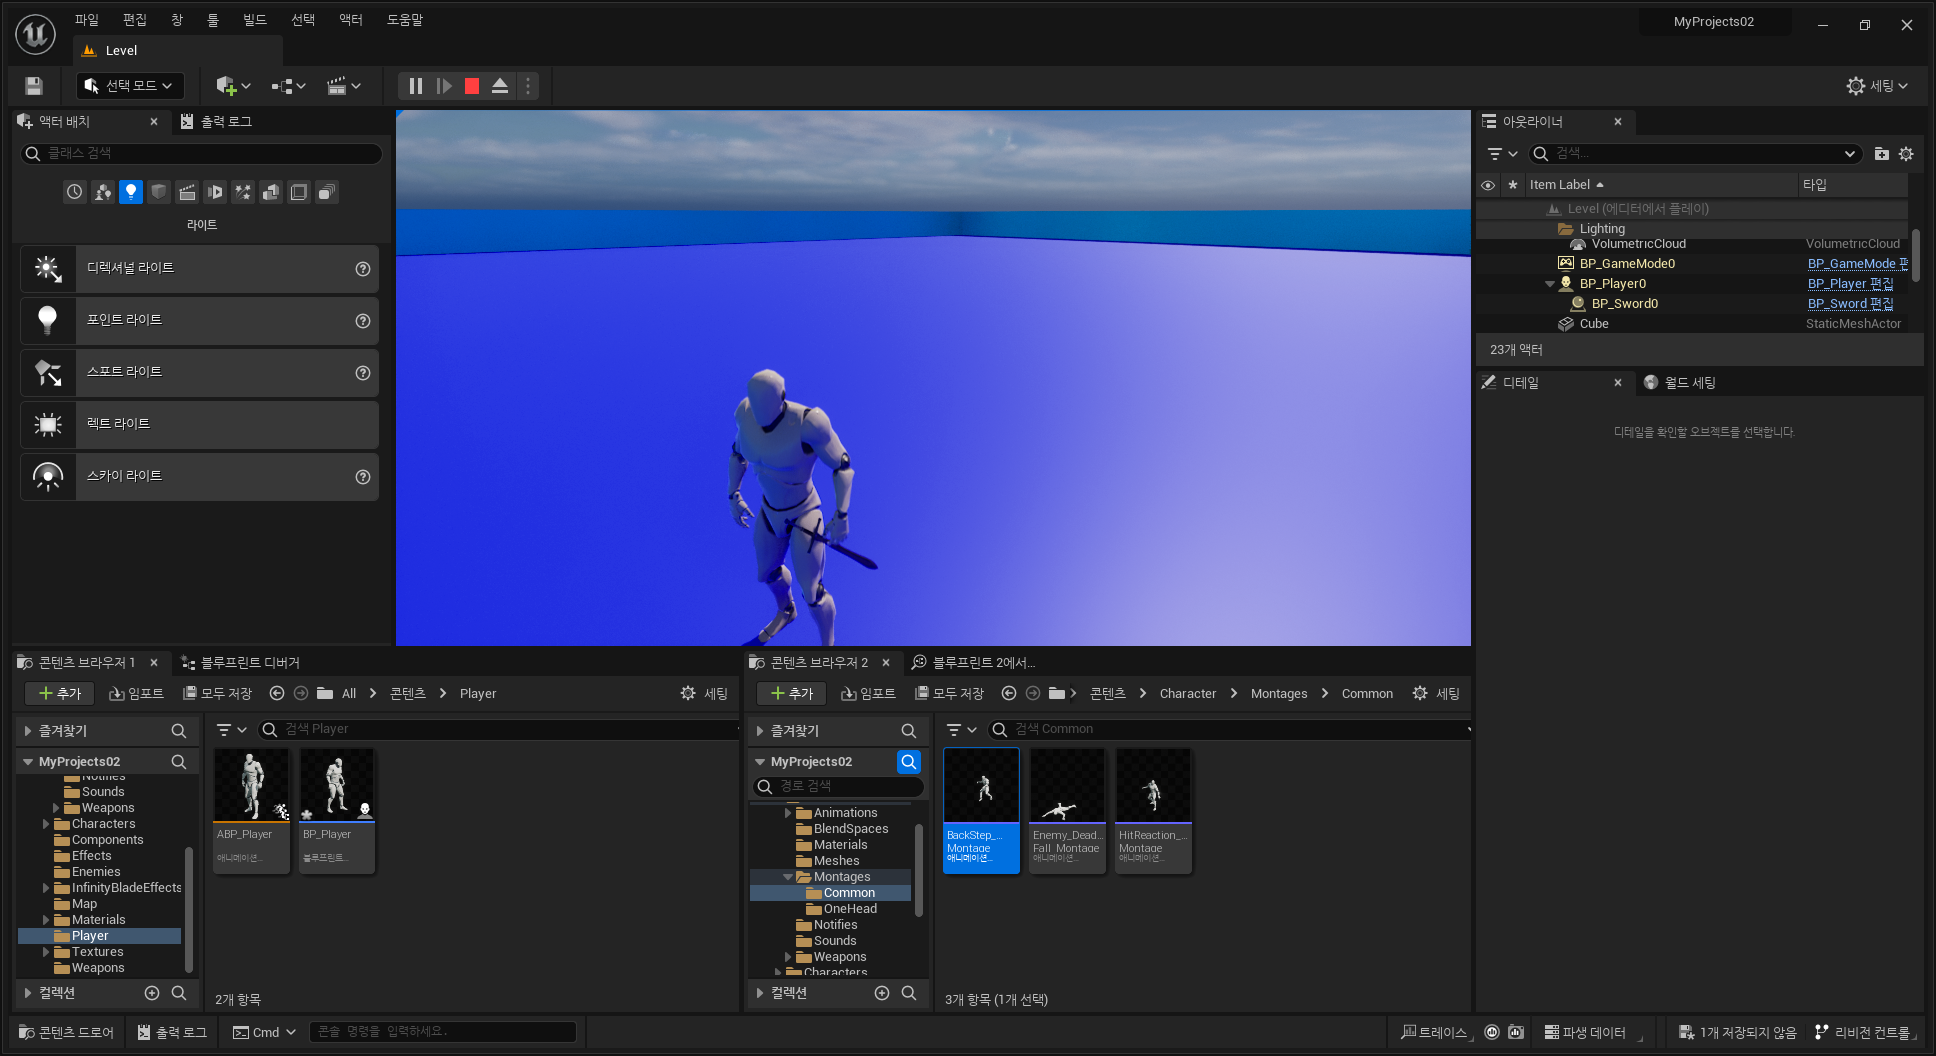 파일 편집 창 툴 빌드 선택 액터 도움말
MyProjects02
Level
선택 모드
세팅
액터 배치
출력 로그
클래스 검색
라이트
디렉셔널 라이트
포인트 라이트
스포트 라이트
렉트 라이트
스카이 라이트
아웃라이너
검색...
Item Label
타입
Level (에디터에서 플레이)
Lighting
VolumetricCloud VolumetricCloud
BP_GameMode0 BP_GameMode 편
BP_Player0 BP_Player 편집
BP_Sword0 BP_Sword 편집
Cube StaticMeshActor
23개 액터
디테일
월드 세팅
디테일을 확인할 오브젝트를 선택합니다.
콘텐츠 브라우저 1
블루프린트 디버거
추가 임포트 모두 저장 All 콘텐츠 Player 세팅
즐겨찾기
검색 Player
MyProjects02
Notifies
Sounds
Weapons
Characters
Components
Effects
Enemies
InfinityBladeEffects
Map
Materials
Player
Textures
Weapons
컬렉션
ABP_Player
애니메이션...
BP_Player
블루프린트...
2개 항목
콘텐츠 브라우저 2
블루프린트 2에서...
추가 임포트 모두 저장 콘텐츠 Character Montages Common 세팅
즐겨찾기
검색 Common
MyProjects02
경로 검색
Animations
BlendSpaces
Materials
Meshes
Montages
Common
OneHead
Notifies
Sounds
Weapons
Characters
컬렉션
BackStep_...
Montage
애니메이션...
Enemy_Dead...
Fall_Montage
애니메이션...
HitReaction_...
Montage
애니메이션...
3개 항목 (1개 선택)
콘텐츠 드로어
출력 로그
Cmd
콘솔 명령을 입력하세요.
트레이스
파생 데이터
1개 저장되지 않음
리비전 컨트롤